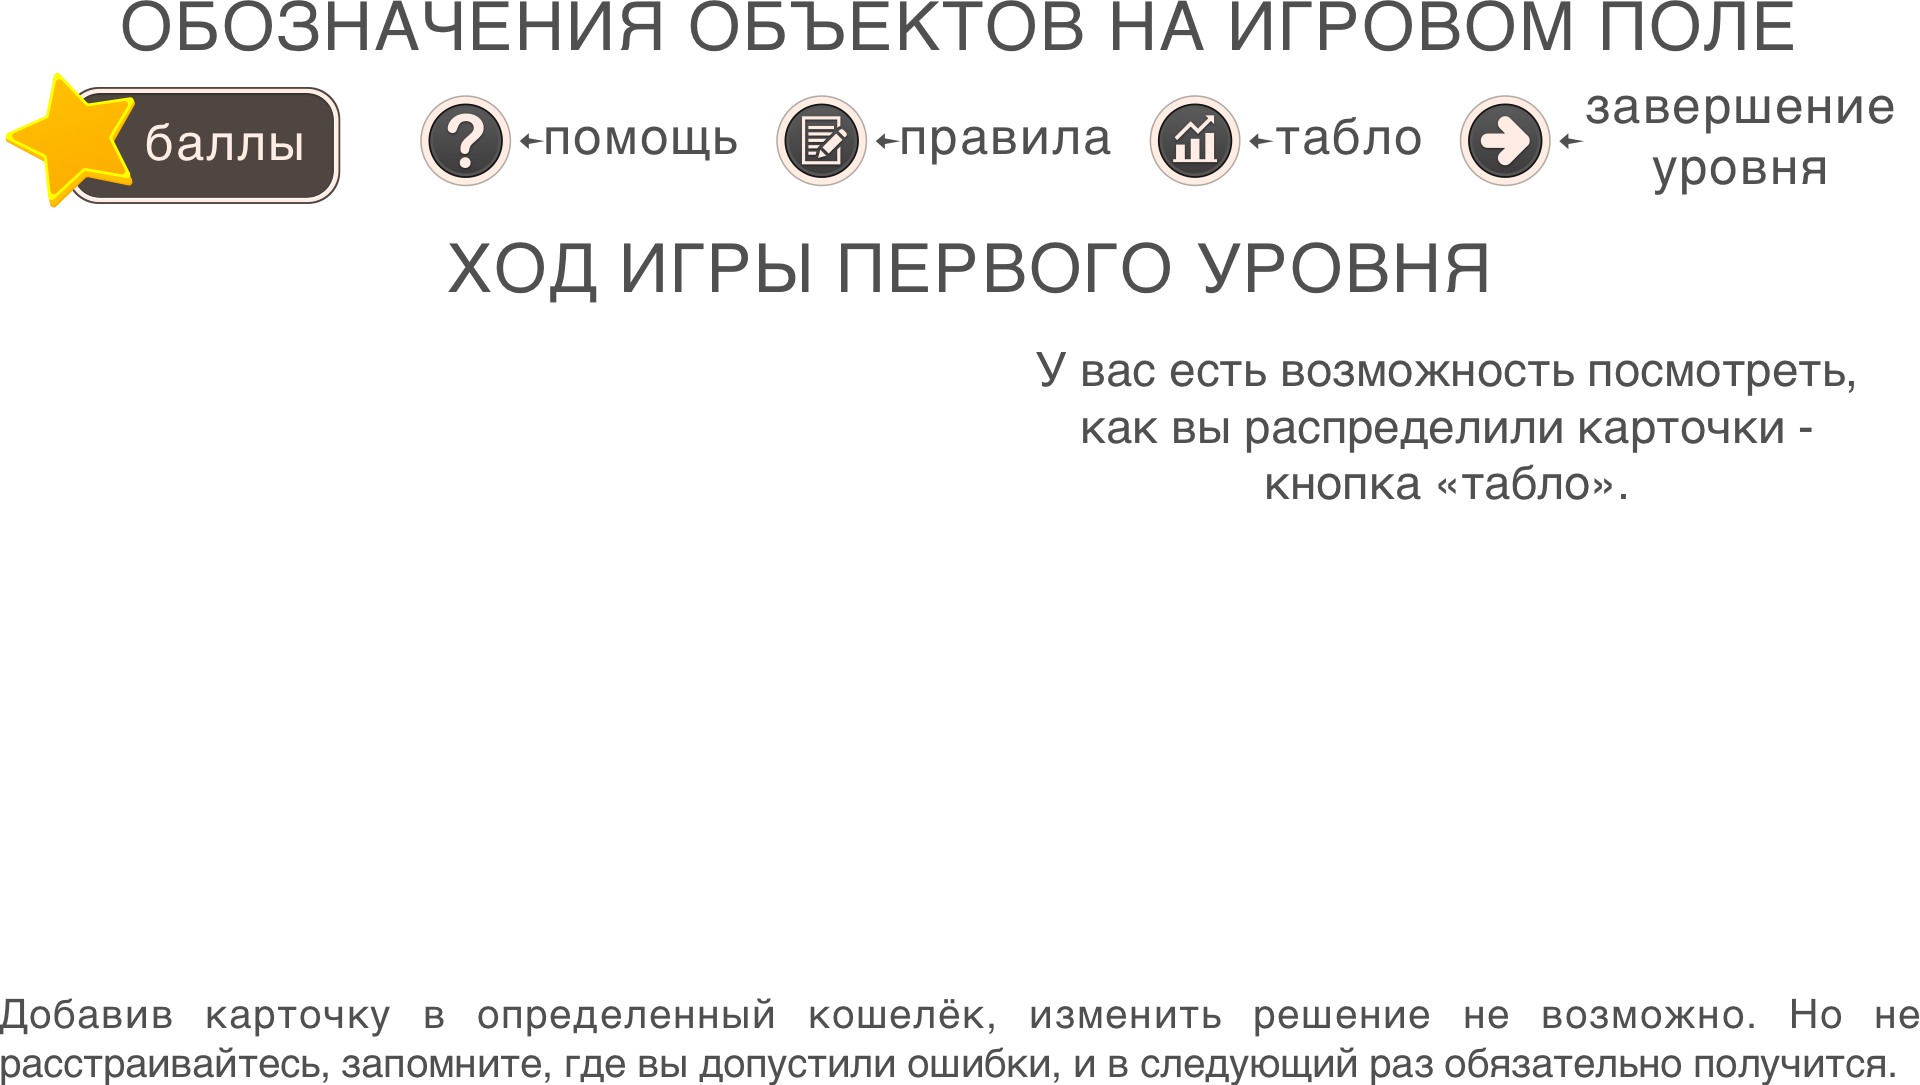 ОБОЗНАЧЕНИЯ ОБЪЕКТОВ НА ИГРОВОМ ПОЛЕ
баллы
помощь
правила
табло
завершение
уровня
ХОД ИГРЫ ПЕРВОГО УРОВНЯ
У вас есть возможность посмотреть,
как вы распределили карточки -
кнопка «табло».
Добавив карточку в определенный кошелёк, изменить решение не возможно. Но не
расстраивайтесь, запомните, где вы допустили ошибки, и в следующий раз обязательно получится.